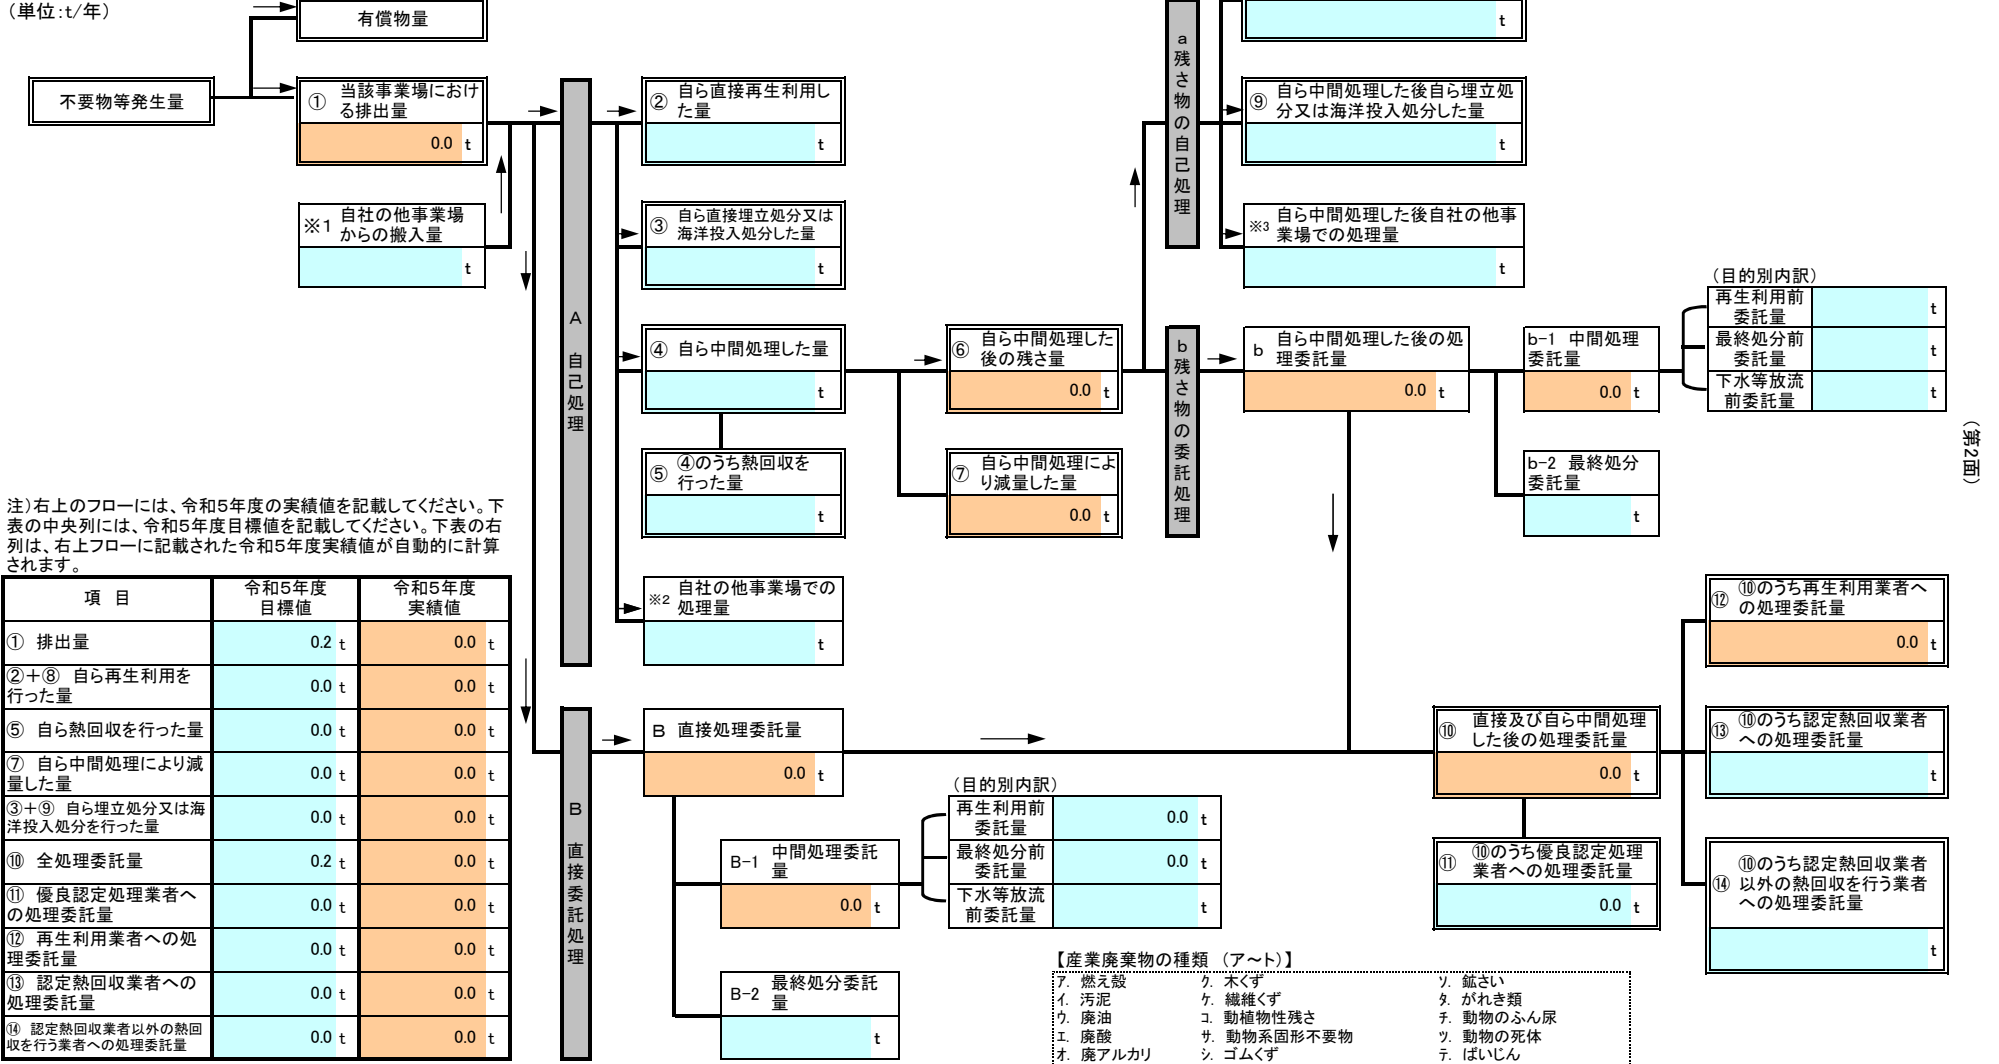 （単位：t/年）
有償物量
不要物等発生量
① 当該事業場におけ
る排出量
0.0 t
※1 自社の他事業場
からの搬入量
t
A 自己処理
② 自ら直接再生利用し
た量
t
③ 自ら直接埋立処分又は
海洋投入処分した量
t
④ 自ら中間処理した量
t
⑤ ④のうち熱回収を
行った量
t
※2 自社の他事業場での
処理量
t
⑥ 自ら中間処理した
後の残さ量
0.0 t
⑦ 自ら中間処理によ
り減量した量
0.0 t
a残さ物の自己処理
t
⑨ 自ら中間処理した後自ら埋立処
分又は海洋投入処分した量
t
※3 自ら中間処理した後自社の他事
業場での処理量
t
b残さ物の委託処理
b 自ら中間処理した後の処
理委託量
0.0 t
b-1 中間処理
委託量
0.0 t
b-2 最終処分
委託量
t
（目的別内訳）
再生利用前
委託量 t
最終処分前
委託量 t
下水等放流
前委託量 t
（第2面）
注）右上のフローには、令和5年度の実績値を記載してください。下
表の中央列には、令和5年度目標値を記載してください。下表の右
列は、右上フローに記載された令和5年度実績値が自動的に計算
されます。
項　目 令和5年度
目標値 令和5年度
実績値
① 排出量 0.2 t 0.0 t
②＋⑧ 自ら再生利用を
行った量 0.0 t 0.0 t
⑤ 自ら熱回収を行った量 0.0 t 0.0 t
⑦ 自ら中間処理により減
量した量 0.0 t 0.0 t
③＋⑨ 自ら埋立処分又は海
洋投入処分を行った量 0.0 t 0.0 t
⑩ 全処理委託量 0.2 t 0.0 t
⑪ 優良認定処理業者へ
の処理委託量 0.0 t 0.0 t
⑫ 再生利用業者への処
理委託量 0.0 t 0.0 t
⑬ 認定熱回収業者への
処理委託量 0.0 t 0.0 t
⑭ 認定熱回収業者以外の熱回
収を行う業者への処理委託量 0.0 t 0.0 t
B 直接委託処理
B 直接処理委託量
0.0 t
B-1 中間処理委託
量
0.0 t
B-2 最終処分委託
量
t
（目的別内訳）
再生利用前
委託量 0.0 t
最終処分前
委託量 0.0 t
下水等放流
前委託量 t
⑩ 直接及び自ら中間処理
した後の処理委託量
0.0 t
⑪ ⑩のうち優良認定処理
業者への処理委託量
0.0 t
⑫ ⑩のうち再生利用業者へ
の処理委託量
0.0 t
⑬ ⑩のうち認定熱回収業者
への処理委託量
t
⑭ ⑩のうち認定熱回収業者
以外の熱回収を行う業者
への処理委託量
t
【産業廃棄物の種類 （ア～ト）】
ア. 燃え殻 ク. 木くず ソ. 鉱さい
イ. 汚泥 ケ. 繊維くず タ. がれき類
ウ. 廃油 コ. 動植物性残さ チ. 動物のふん尿
エ. 廃酸 サ. 動物系固形不要物 ツ. 動物の死体
オ. 廃アルカリ シ. ゴムくず テ. ばいじん